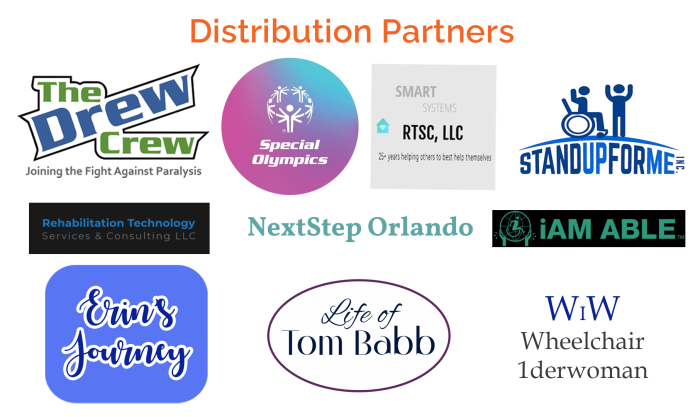 Distribution Partners
The
Drew
Crew
Joining the Fight Against Paralysis
Special
Olympics
SMART
SYSTEMS
RTSC, LLC
25+ years helping others to best help themselves
STANDUPFORME INC.
Rehabilitation Technology
Services & Consulting LLC
NextStep Orlando
iAM ABLE TM
Erin's
Journey
Life of
Tom Babb
WIW
Wheelchair
1derwoman